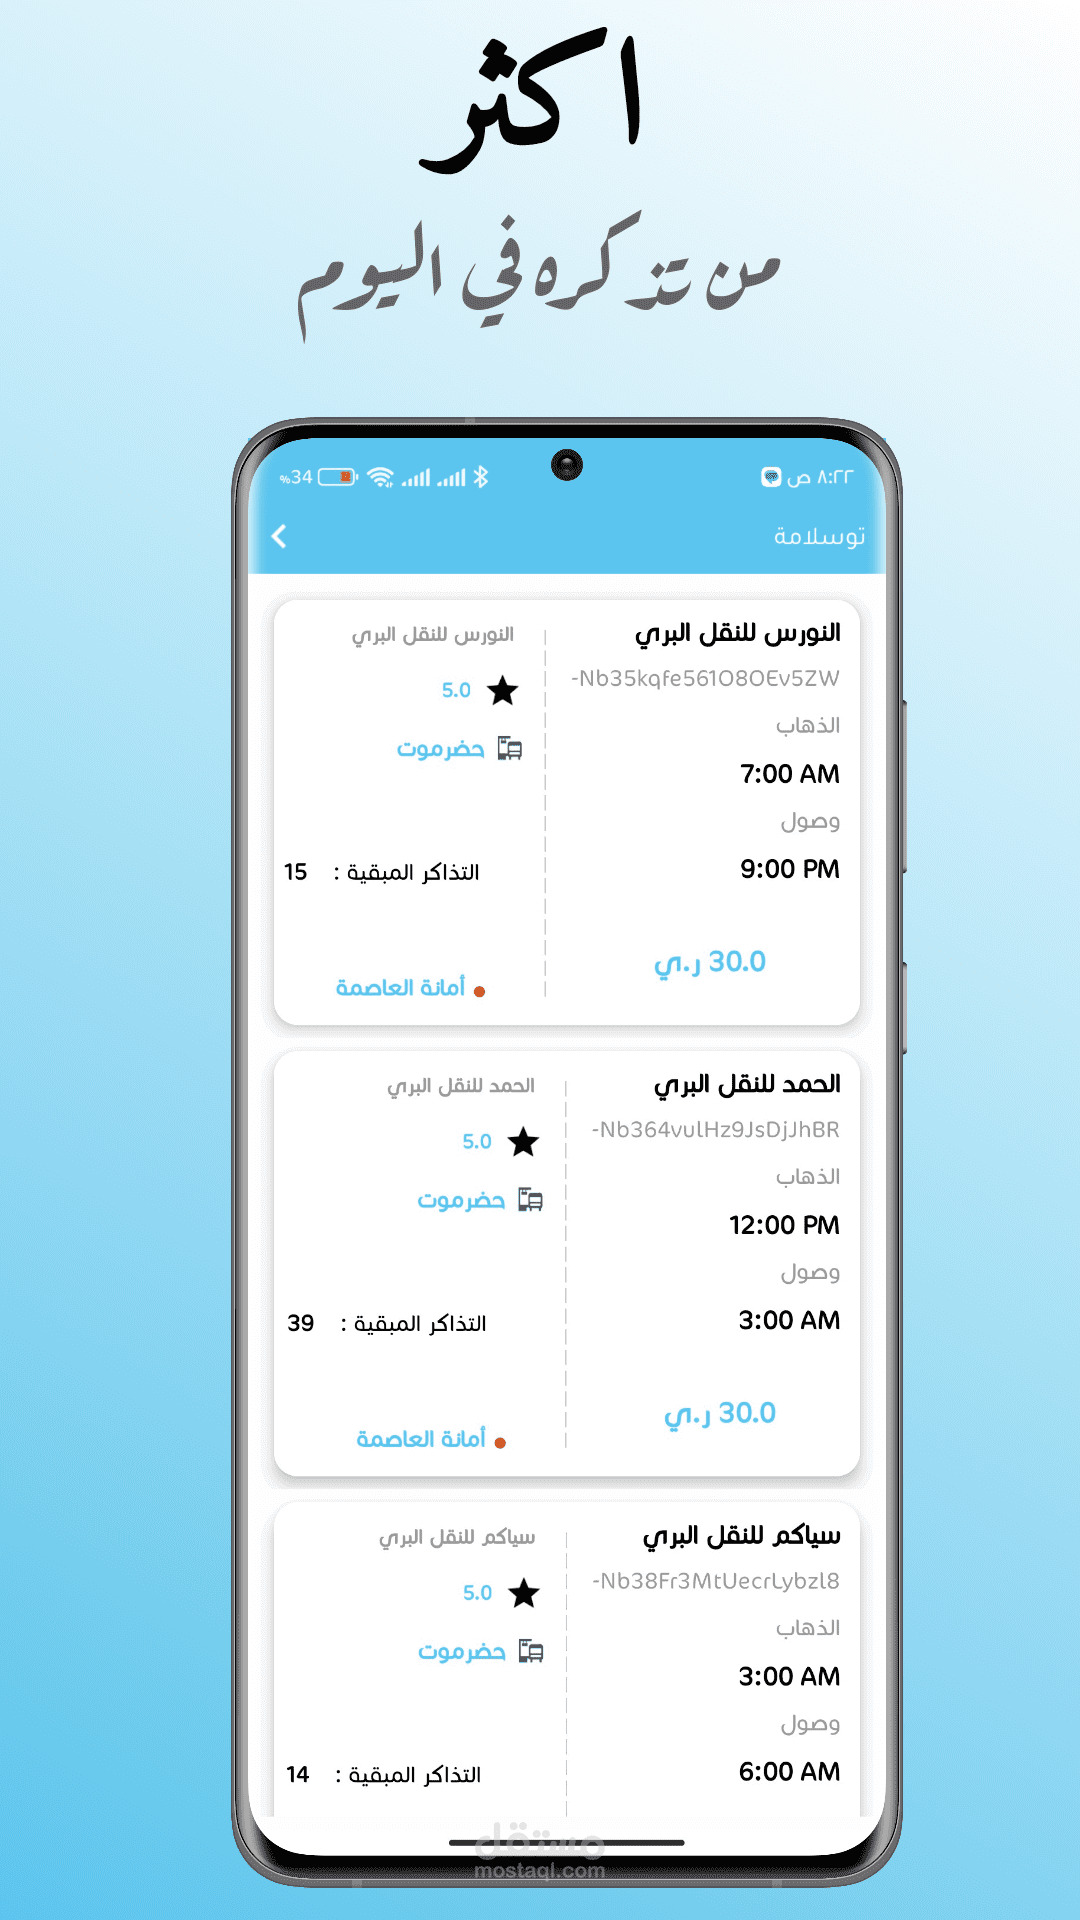 اكثر
من تذكره في اليوم
٨:٢٢ ص
%34
توسلامة
النورس للنقل البري
-Nb35kqfe561O8OEv5ZW
الذهاب
7:00 AM
وصول
9:00 PM
30.0 ر.ي
النورس للنقل البري
5.0
حضرموت
التذاكر المبقية : 15
أمانة العاصمة
الحمد للنقل البري
-Nb364vulHz9JsDjJhBR
الذهاب
12:00 PM
وصول
3:00 AM
30.0 ر.ي
الحمد للنقل البري
5.0
حضرموت
التذاكر المبقية : 39
أمانة العاصمة
سياكم للنقل البري
-Nb38Fr3MtUecrLybzl8
الذهاب
3:00 AM
وصول
6:00 AM
سياكم للنقل البري
5.0
حضرموت
التذاكر المبقية : 14
مستقل
mostaql.com